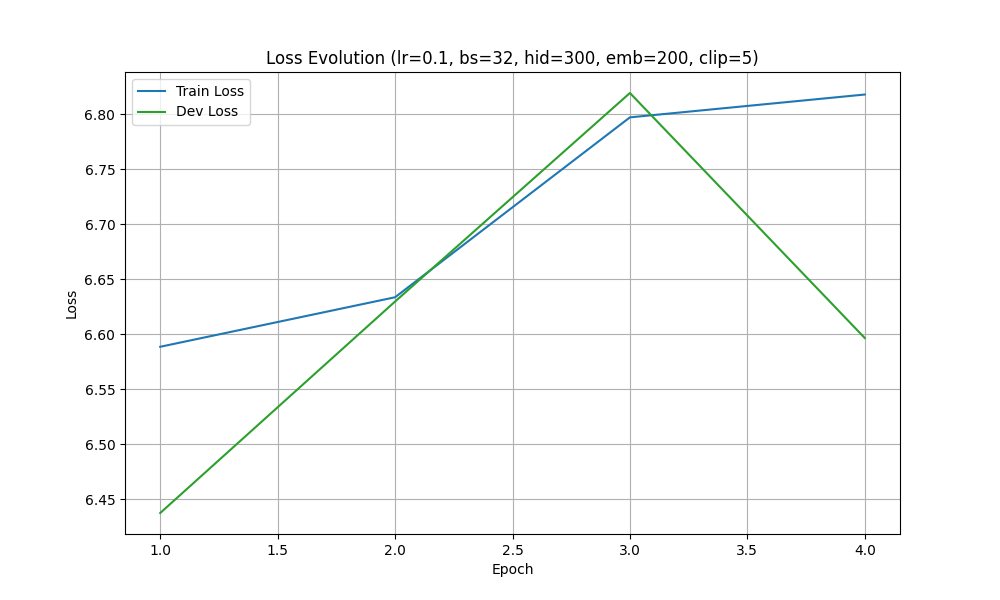 Loss Evolution (lr=0.1, bs=32, hid=300, emb=200, clip=5)
Train Loss
Dev Loss
6.80
6.75
6.70
6.65
6.60
6.55
6.50
6.45
Loss
1.0 1.5 2.0 2.5 3.0 3.5 4.0
Epoch